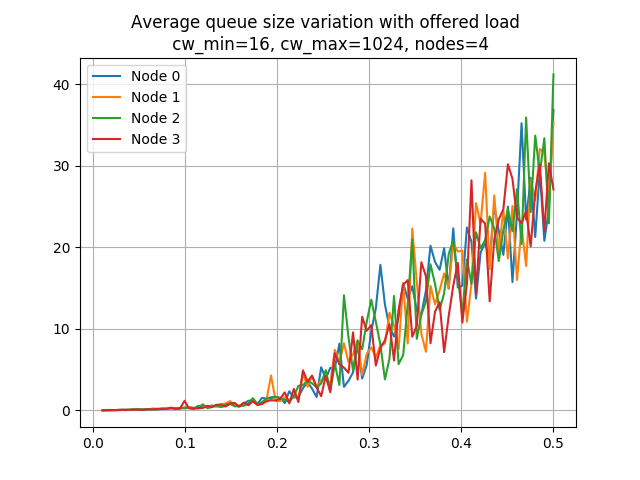 Average queue size variation with offered load
cw_min=16, cw_max=1024, nodes=4
Node 0
Node 1
Node 2
Node 3
40
30
20
10
0
0.0 0.1 0.2 0.3 0.4 0.5